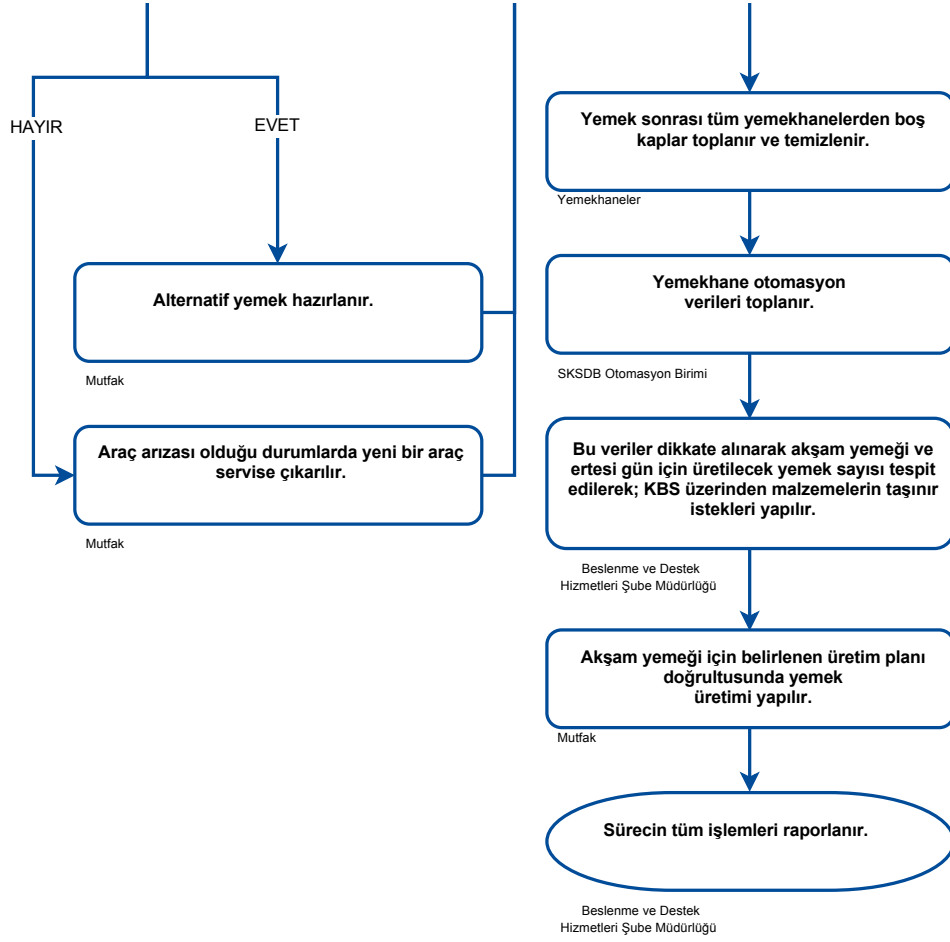 HAYIR
EVET
Alternatif yemek hazırlanır.
Mutfak
Araç arızası olduğu durumlarda yeni bir araç
servise çıkarılır.
Mutfak
Yemek sonrası tüm yemekhanelerden boş
kaplar toplanır ve temizlenir.
Yemekhaneler
Yemekhane otomasyon
verileri toplanır.
SKSDB Otomasyon Birimi
Bu veriler dikkate alınarak akşam yemeği ve
ertesi gün için üretilecek yemek sayısı tespit
edilerek; KBS üzerinden malzemelerin taşınır
istekleri yapılır.
Beslenme ve Destek
Hizmetleri Şube Müdürlüğü
Akşam yemeği için belirlenen üretim planı
doğrultusunda yemek
üretimi yapılır.
Mutfak
Sürecin tüm işlemleri raporlanır.
Beslenme ve Destek
Hizmetleri Şube Müdürlüğü